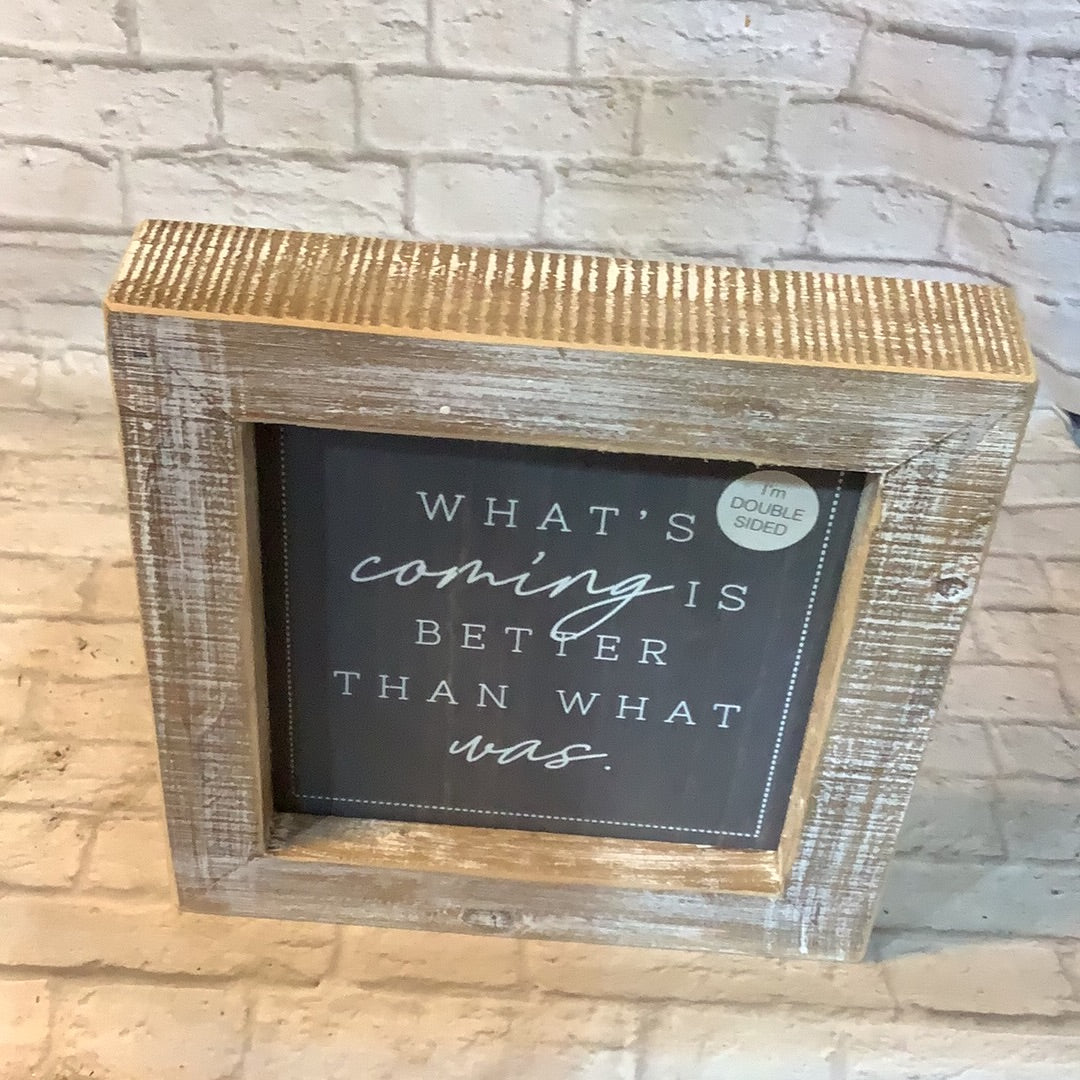 WHAT'S
coming IS
BETTER
THAN WHAT
was.
I'm
DOUBLE
SIDED